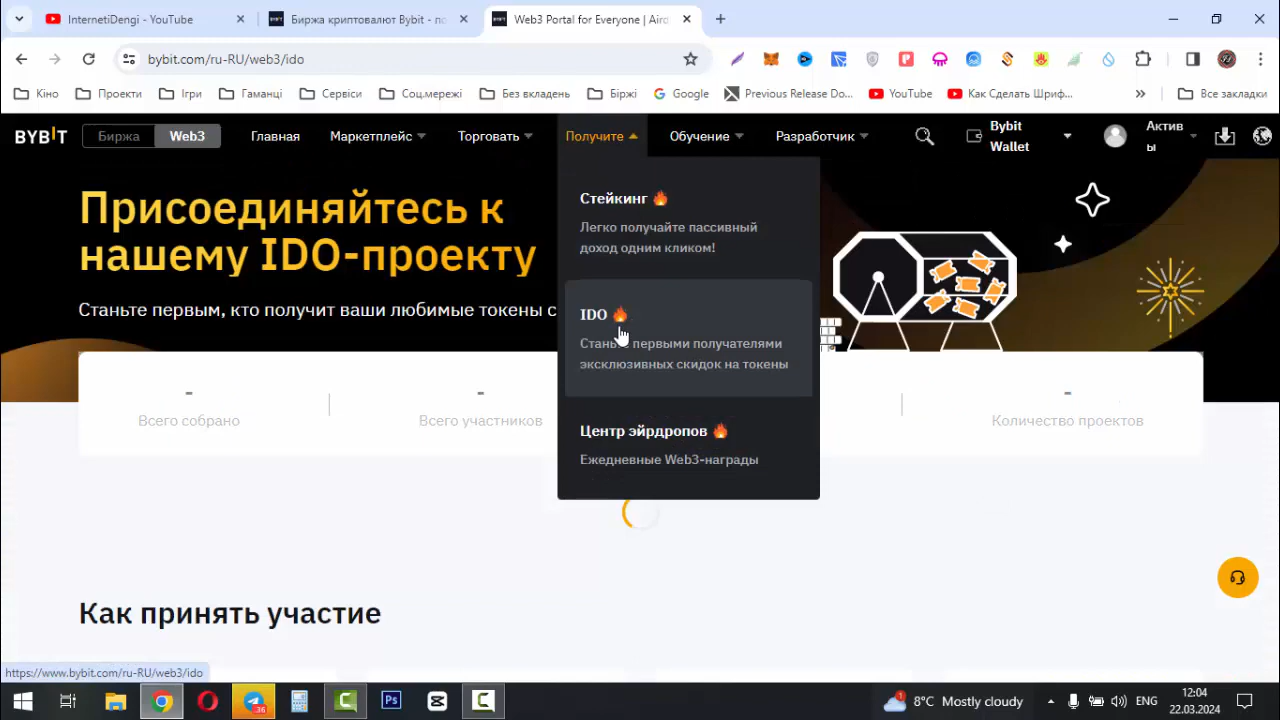 InternetiDengi - YouTube
Биржа криптовалют Bybit - по
Web3 Portal for Everyone | Aird
bybit.com/ru-RU/web3/ido
Кіно
Проекти
Ігри
Гаманці
Сервіси
Соц.мережі
Без вкладень
Біржі
Google
Previous Release Do...
YouTube
Как Сделать Шриф...
Все закладки
BYBIT
Биржа
Web3
Главная
Маркетплейс
Торговать
Получите
Обучение
Разработчик
Bybit
Wallet
Актив
ы
Присоединяйтесь к
нашему IDO-проекту
Станьте первым, кто получит ваши любимые токены с
Стейкинг
Легко получайте пассивный
доход одним кликом!
IDO
Станьте первыми получателями
эксклюзивных скидок на токены
Центр эйрдропов
Ежедневные Web3-награды
-
Всего собрано
-
Всего участников
-
Количество проектов
Как принять участие
https://www.bybit.com/ru-RU/web3/ido
36
Ps
1
8°C Mostly cloudy
ENG
12:04
22.03.2024